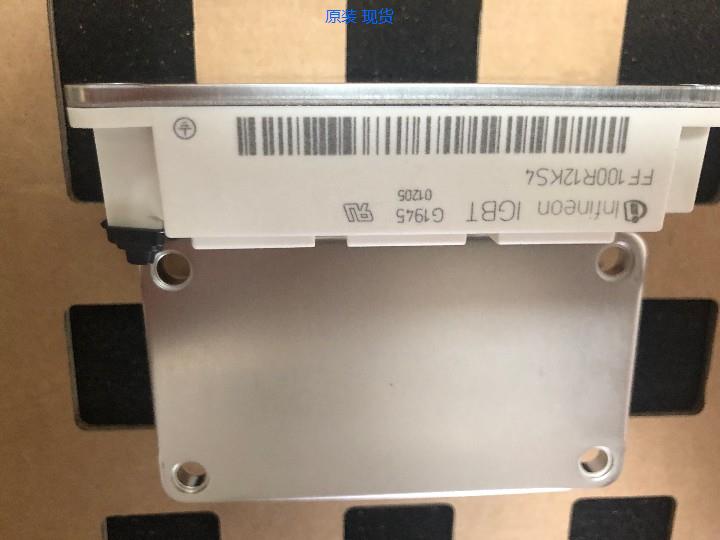 原装 现货
Infineon IGBT G1945
01205
FF100R12KS4